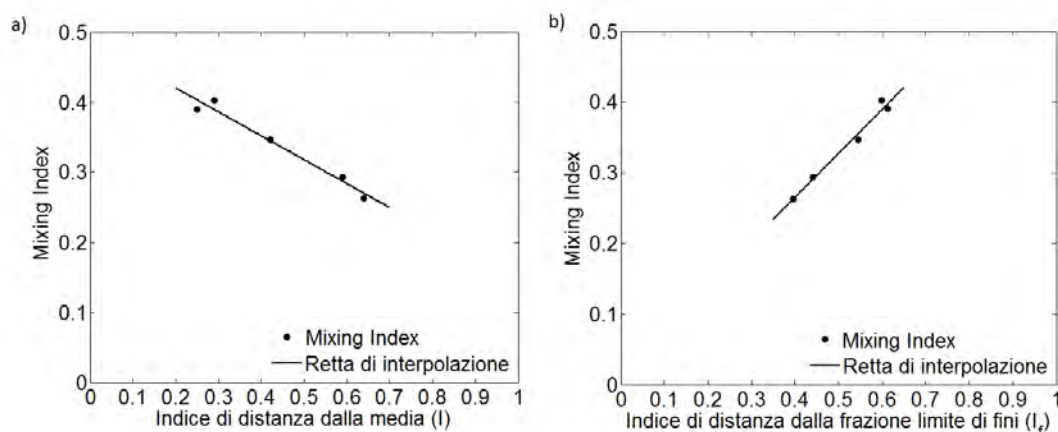 a)
0.5
0.4
0.3
0.2
0.1
0
Mixing Index
Mixing Index
Retta di interpolazione
0 0.1 0.2 0.3 0.4 0.5 0.6 0.7 0.8 0.9 1
Indice di distanza dalla media (I)
b)
0.5
0.4
0.3
0.2
0.1
0
Mixing Index
Mixing Index
Retta di interpolazione
0 0.1 0.2 0.3 0.4 0.5 0.6 0.7 0.8 0.9 1
Indice di distanza dalla frazione limite di fini (I_f)